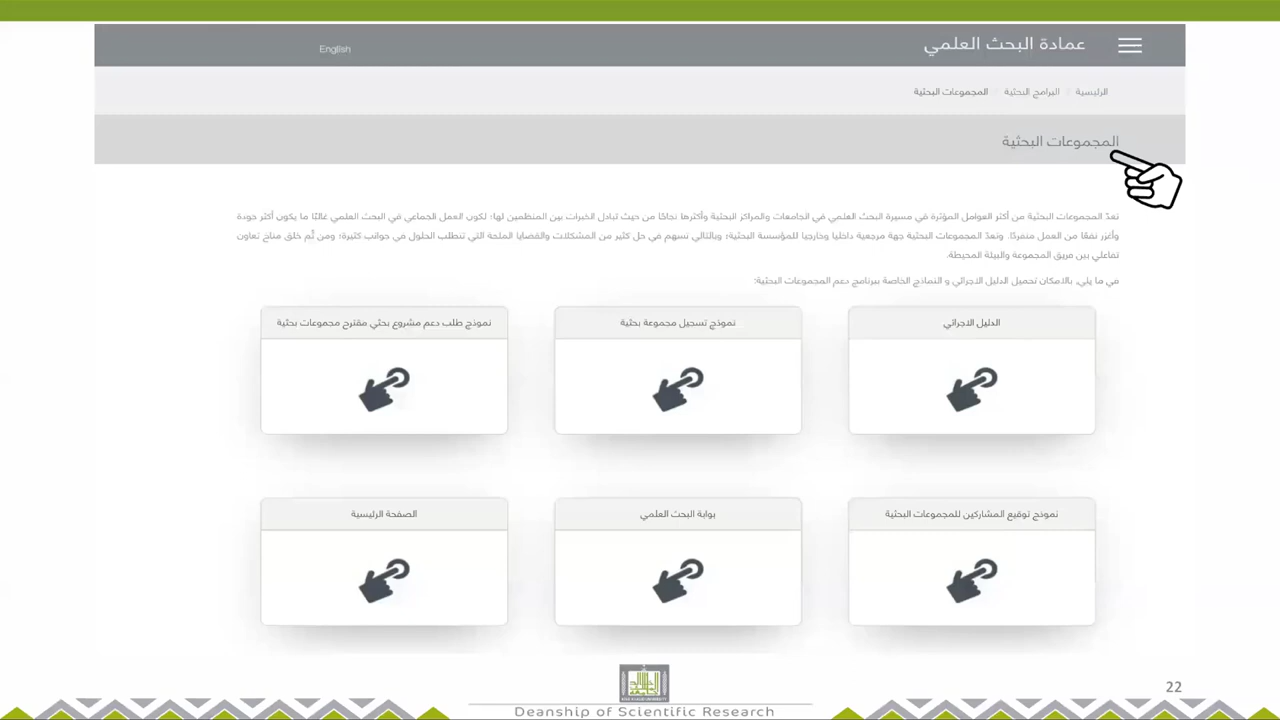 عمادة البحث العلمي
English
الرئيسية / البرامج البحثية / المجموعات البحثية
المجموعات البحثية
تعدّ المجموعات البحثية من أكثر العوامل المؤثرة في مسيرة البحث العلمي في الجامعات والمراكز البحثية وأكثرها نجاحًا من حيث تبادل الخبرات بين المنظمين لها؛ لكون العمل الجماعي في البحث العلمي غالبًا ما يكون أكثر جودة
وأغزر نفعًا من العمل منفردًا. وتعدّ المجموعات البحثية جهة مرجعية داخليا وخارجيا للمؤسسة البحثية؛ وبالتالي تسهم في حل كثير من المشكلات والقضايا الملحة التي تتطلب الحلول في جوانب كثيرة؛ ومن ثَّم خلق مناخ تعاون
تفاعلي بين فريق المجموعة والبيئة المحيطة.
في ما يلي، بالامكان تحميل الدليل الاجرائي و النماذج الخاصة ببرنامج دعم المجموعات البحثية:
الدليل الاجرائي
نموذج تسجيل مجموعة بحثية
نموذج طلب دعم مشروع بحثي مقترح مجموعات بحثية
نموذج توقيع المشاركين للمجموعات البحثية
بوابة البحث العلمي
الصفحة الرئيسية
22
Deanship of Scientific Research